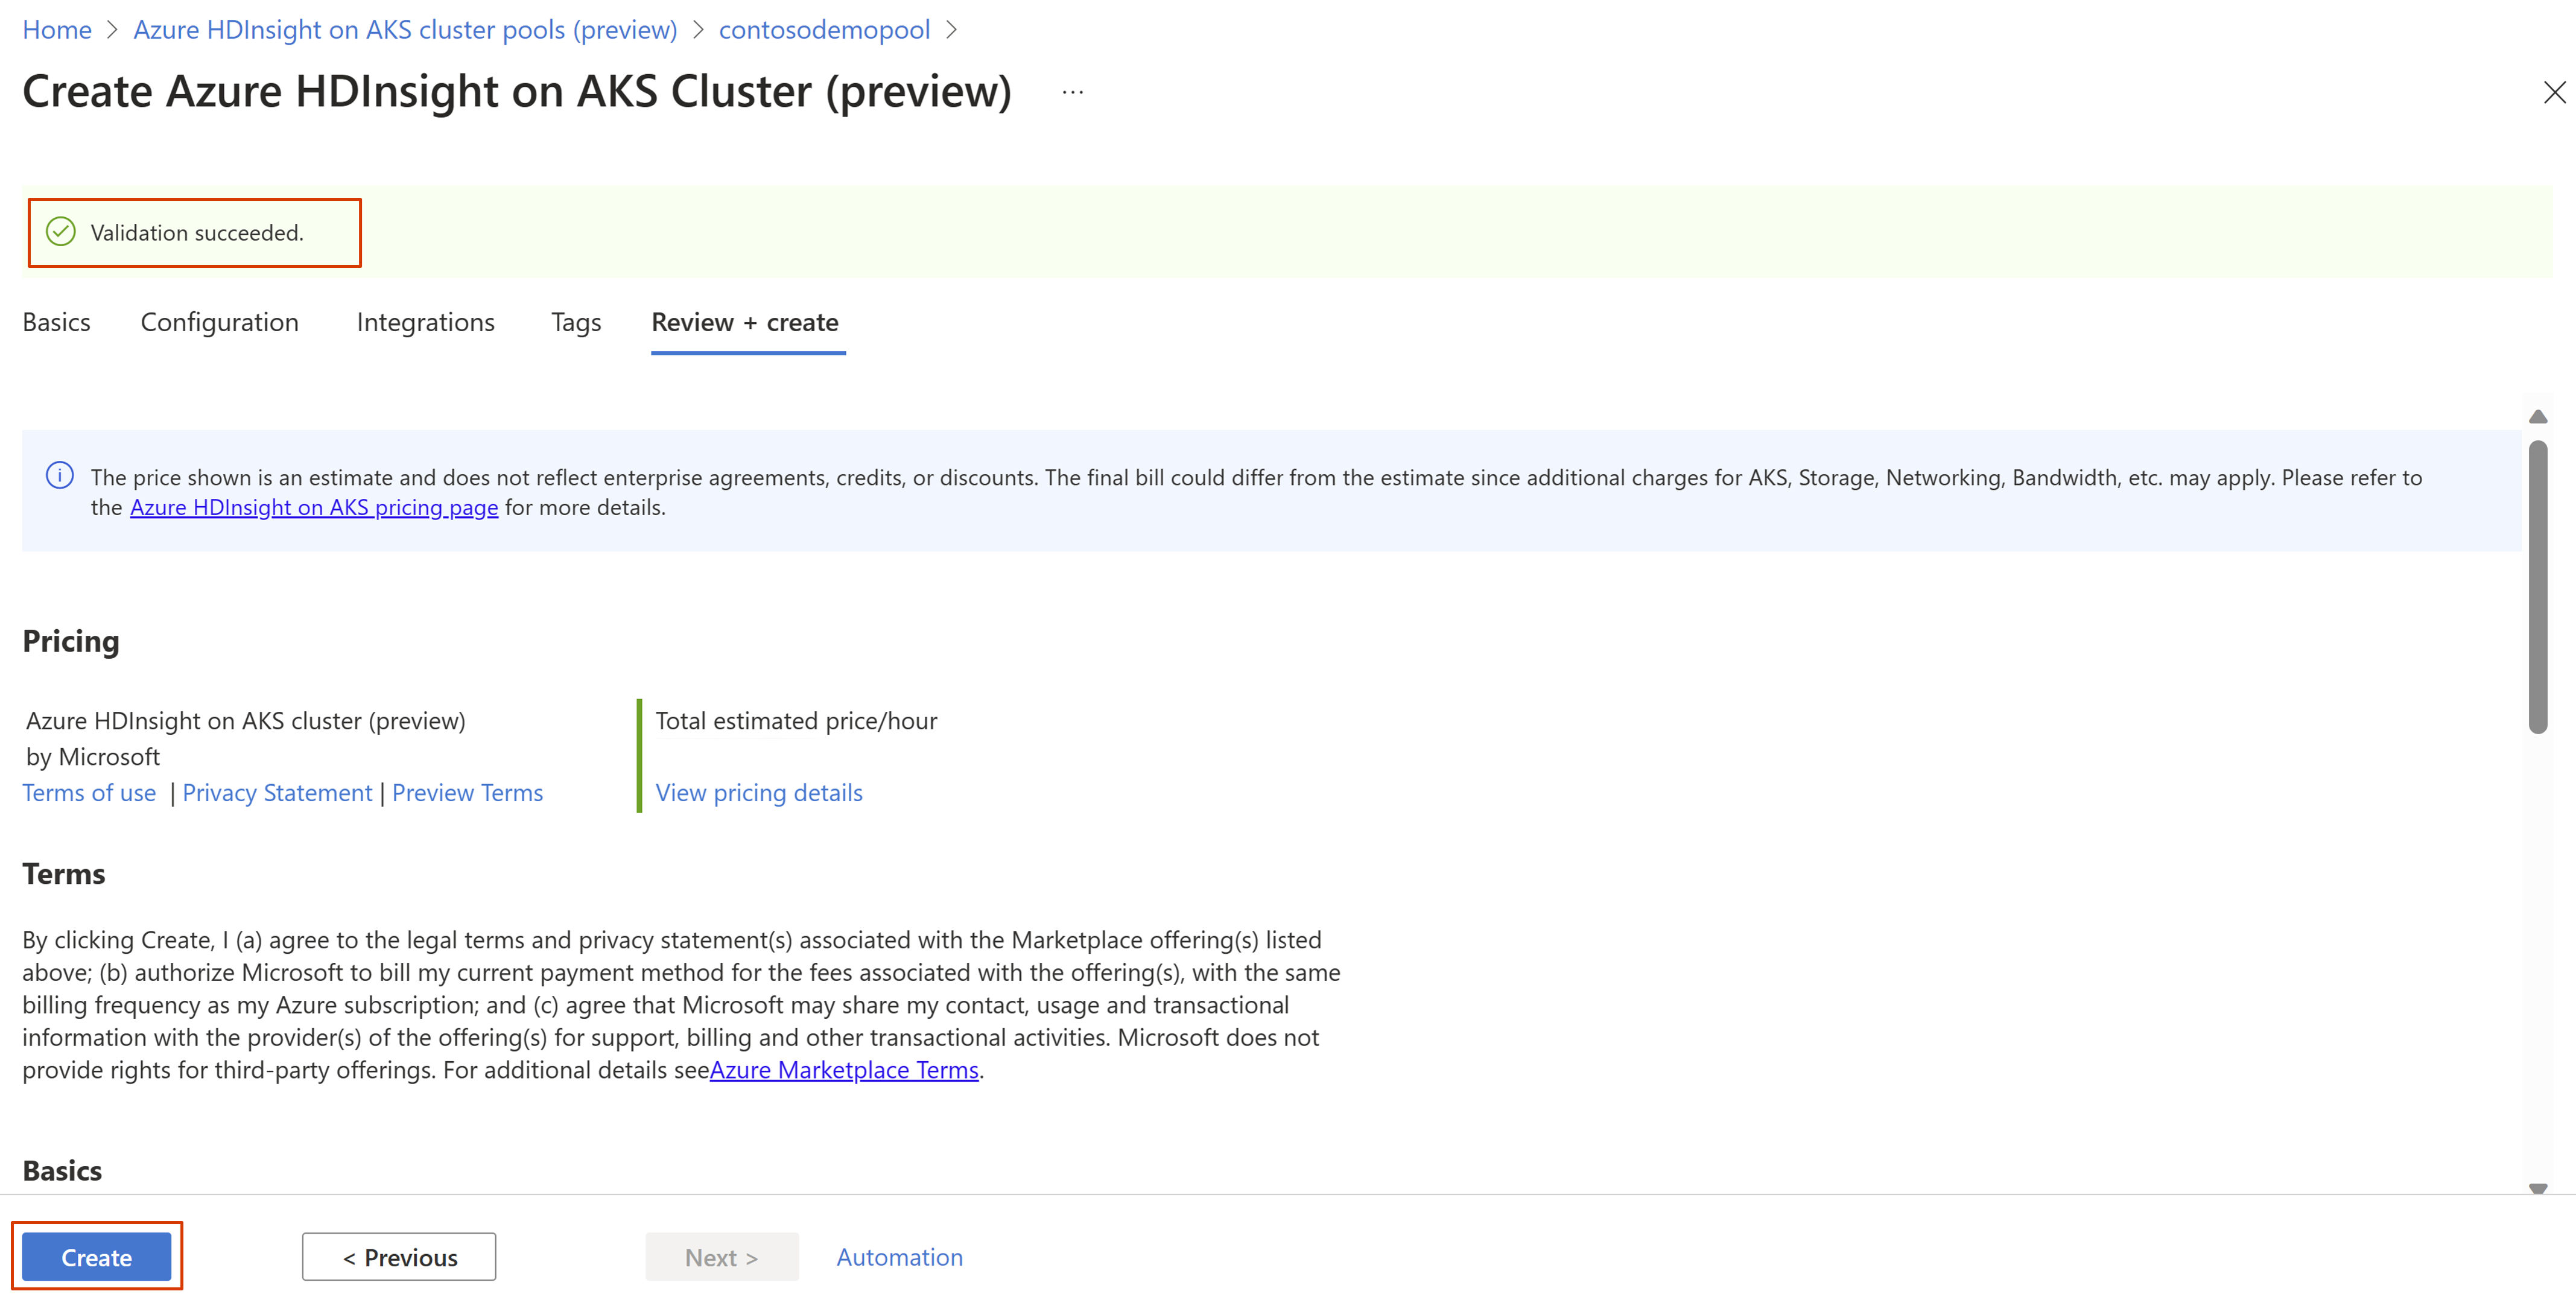 Home > Azure HDInsight on AKS cluster pools (preview) > contosodemopool >
Create Azure HDInsight on AKS Cluster (preview) ...
Validation succeeded.
Basics Configuration Integrations Tags Review + create
The price shown is an estimate and does not reflect enterprise agreements, credits, or discounts. The final bill could differ from the estimate since additional charges for AKS, Storage, Networking, Bandwidth, etc. may apply. Please refer to
the Azure HDInsight on AKS pricing page for more details.
Pricing
Azure HDInsight on AKS cluster (preview)
by Microsoft
Terms of use | Privacy Statement | Preview Terms
Total estimated price/hour
View pricing details
Terms
By clicking Create, I (a) agree to the legal terms and privacy statement(s) associated with the Marketplace offering(s) listed
above; (b) authorize Microsoft to bill my current payment method for the fees associated with the offering(s), with the same
billing frequency as my Azure subscription; and (c) agree that Microsoft may share my contact, usage and transactional
information with the provider(s) of the offering(s) for support, billing and other transactional activities. Microsoft does not
provide rights for third-party offerings. For additional details seeAzure Marketplace Terms.
Basics
Create < Previous Next > Automation